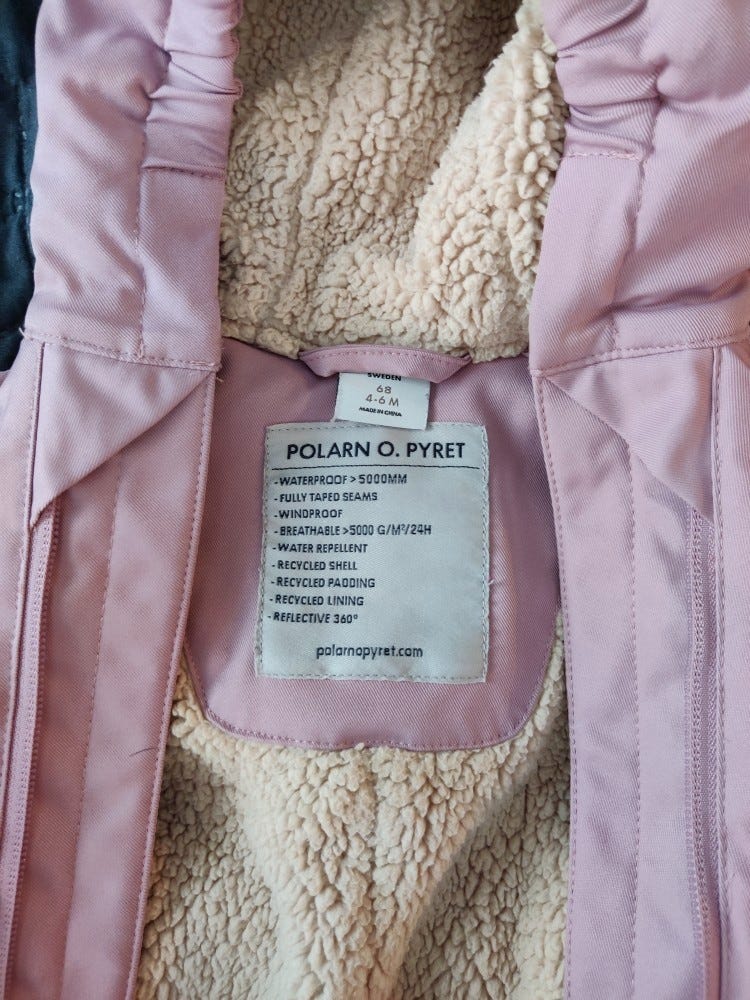 SWEDEN
68
4-6 M
MADE IN CHINA
POLARN O. PYRET
-WATERPROOF > 5000MM
-FULLY TAPED SEAMS
-WINDPROOF
-BREATHABLE >5000 G/M²/24H
-WATER REPELLENT
-RECYCLED SHELL
-RECYCLED PADDING
-RECYCLED LINING
-REFLECTIVE 360°
polarnopyret.com